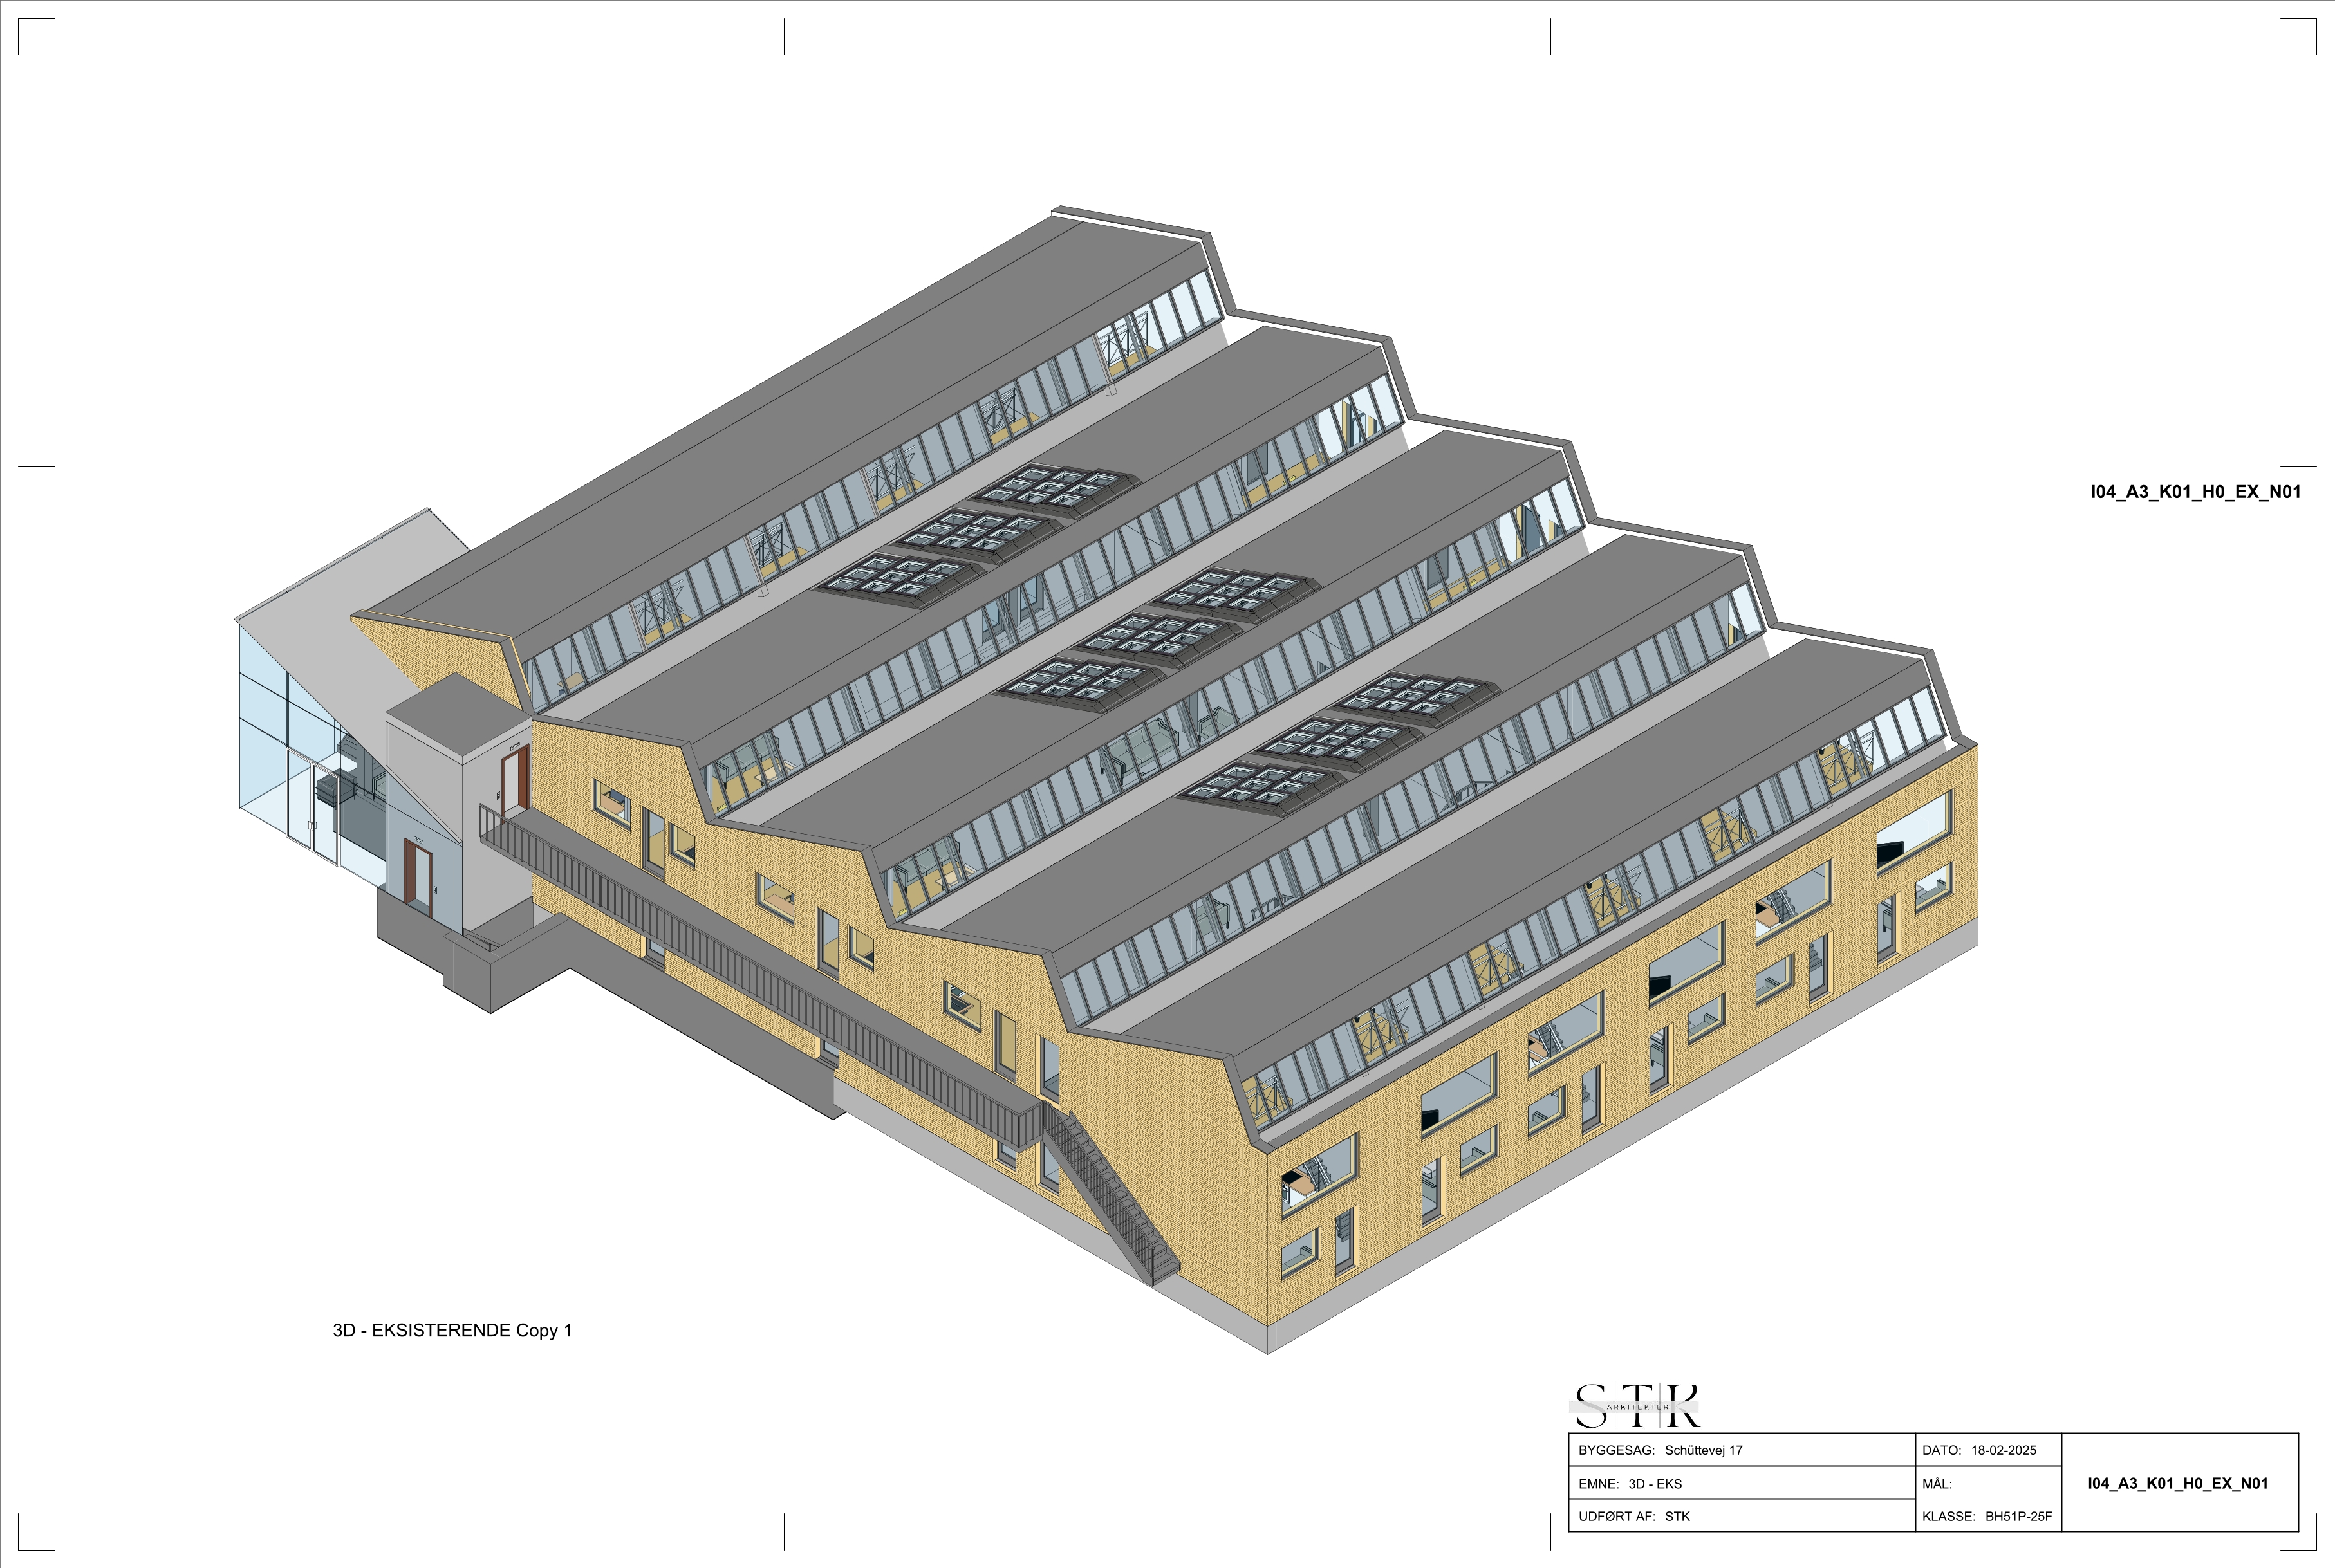 I04_A3_K01_H0_EX_N01
3D - EKSISTERENDE Copy 1
STK
ARKITEKTER
BYGGESAG: Schüttevej 17
DATO: 18-02-2025
EMNE: 3D - EKS
MÅL:
I04_A3_K01_H0_EX_N01
UDFØRT AF: STK
KLASSE: BH51P-25F